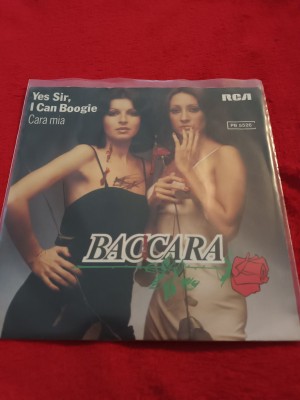 Yes Sir,
I Can Boogie
Cara mia
RCA
BACCARA